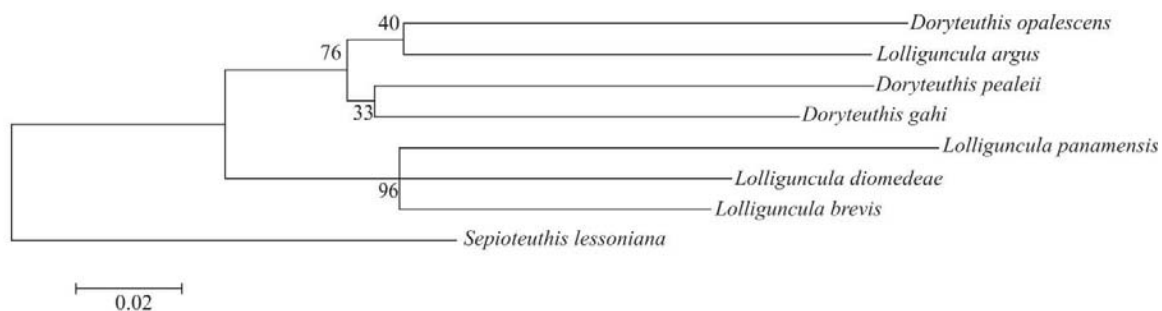 40
Doryteuthis opalescens
76
Lolliguncula argus
Doryteuthis pealeii
33
Doryteuthis gahi
Lolliguncula panamensis
96
Lolliguncula diomedeae
Lolliguncula brevis
Sepioteuthis lessoniana
0.02